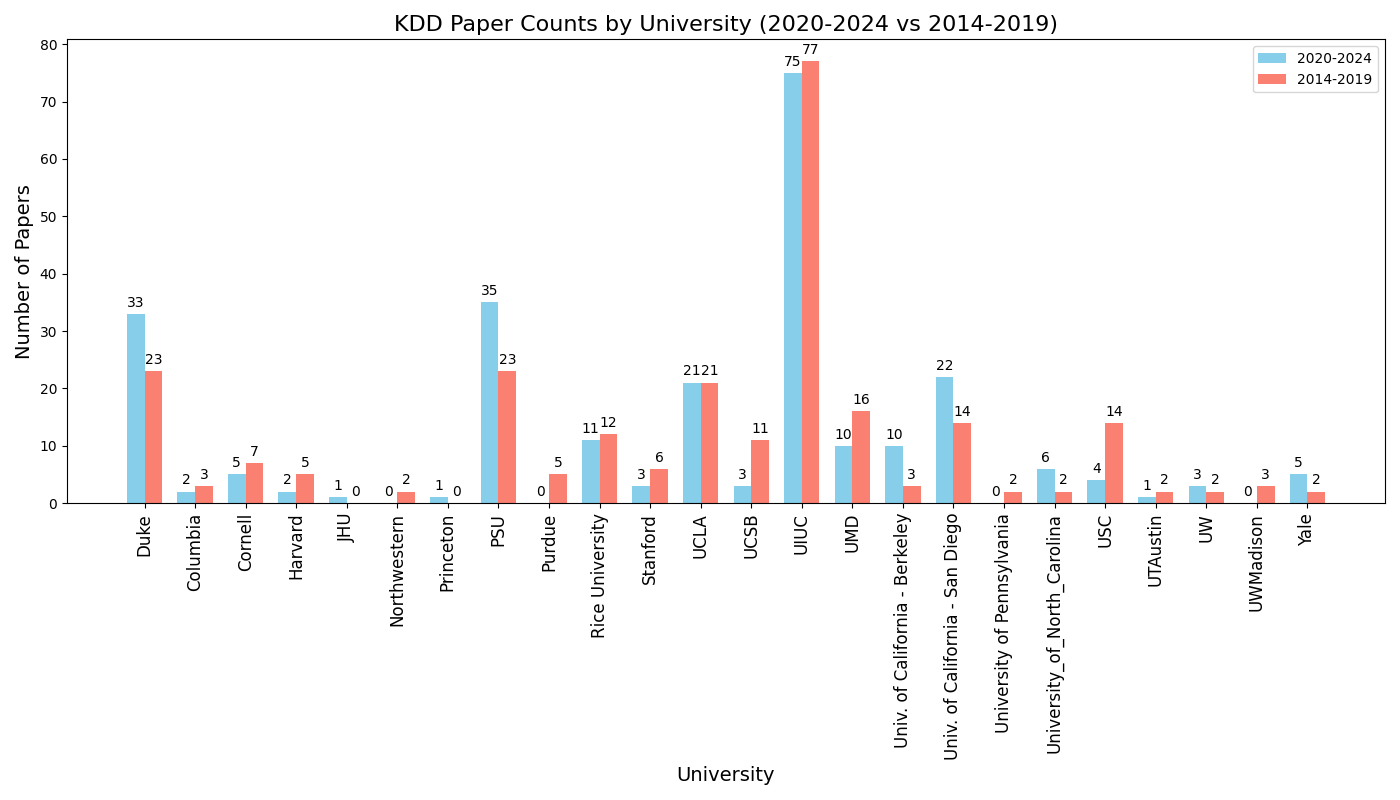 KDD Paper Counts by University (2020-2024 vs 2014-2019)
2020-2024
2014-2019
Number of Papers
80
70
60
50
40
30
20
10
0
33
23
2
3
5
7
2
5
1
0
0
2
1
0
35
23
0
5
11
12
3
6
21
21
3
11
75
77
10
16
10
3
22
14
0
2
6
2
4
14
1
2
3
2
0
3
5
2
Duke
Columbia
Cornell
Harvard
JHU
Northwestern
Princeton
PSU
Purdue
Rice University
Stanford
UCLA
UCSB
UIUC
UMD
Univ. of California - Berkeley
Univ. of California - San Diego
University of Pennsylvania
University_of_North_Carolina
USC
UTAustin
UW
UWMadison
Yale
University